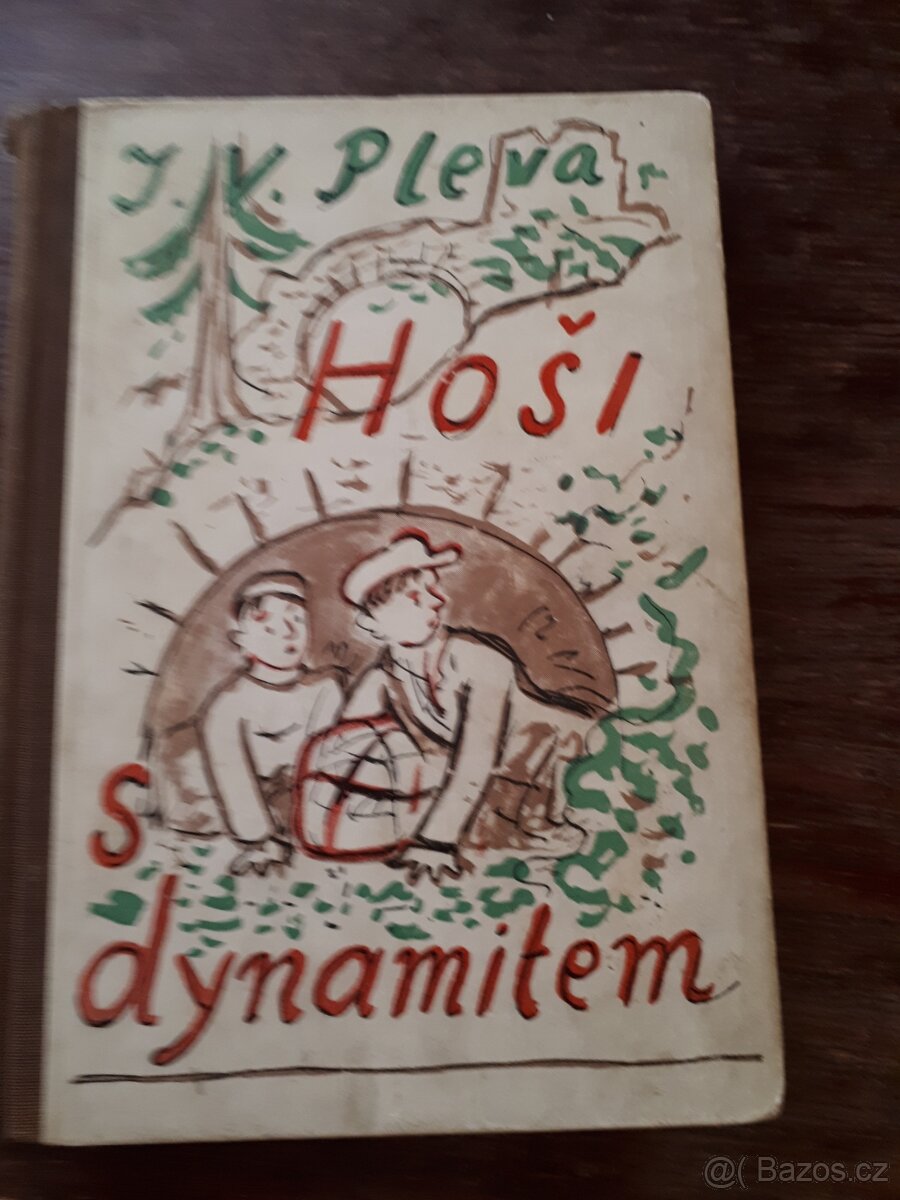 J. V. Pleva
Hoši
s
dynamitem
@( Bazos.cz